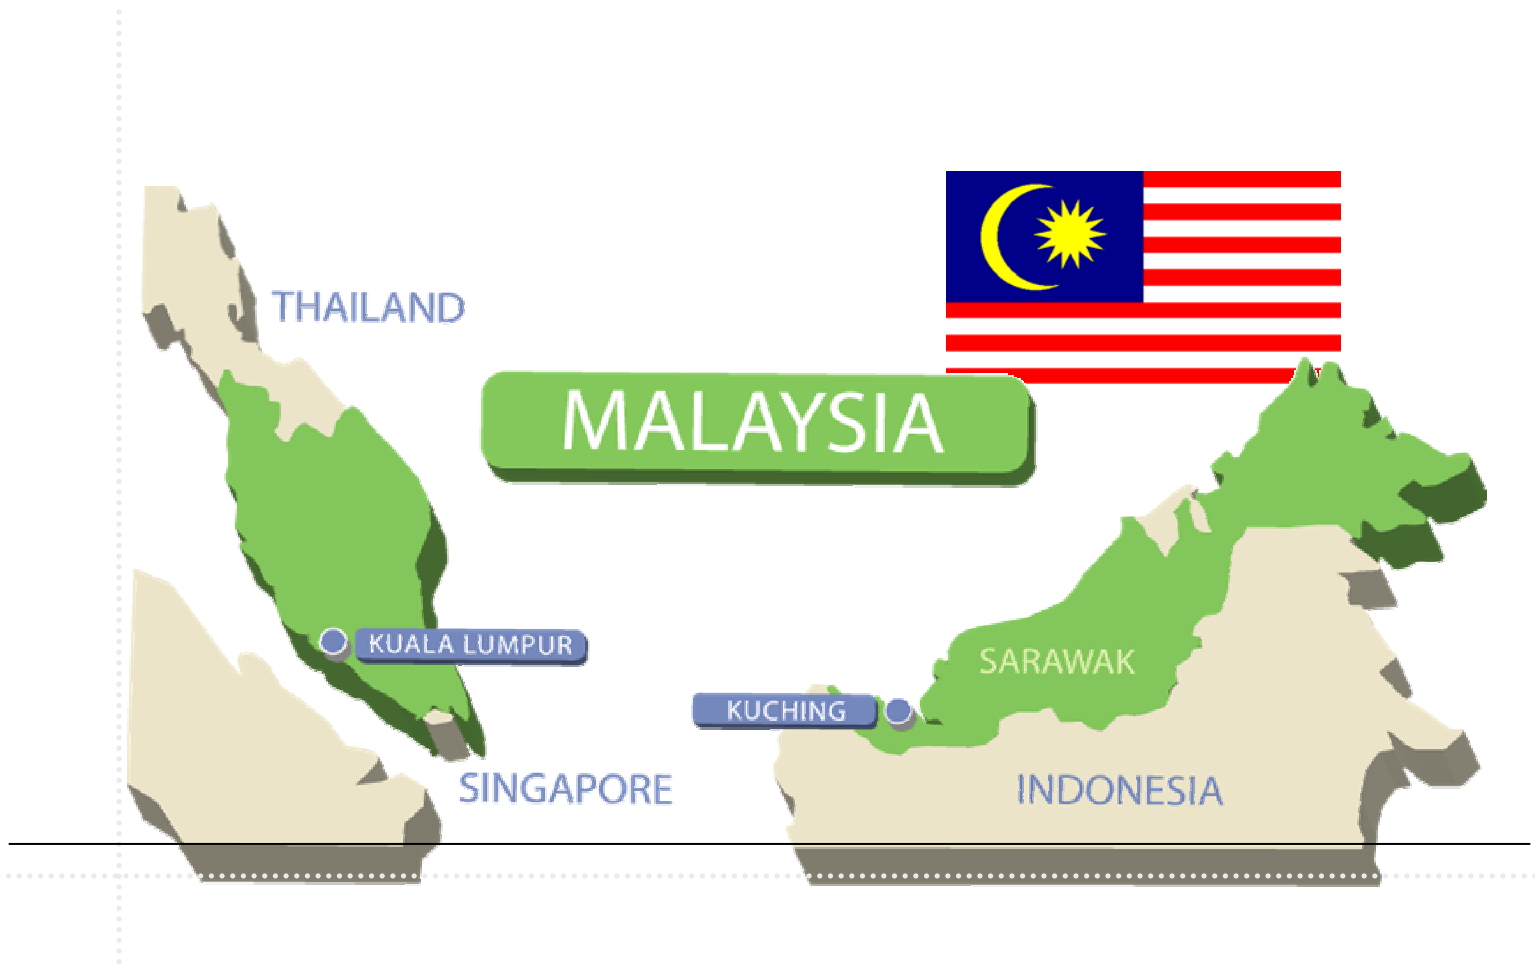 THAILAND
MALAYSIA
KUALA LUMPUR
SARAWAK
KUCHING
SINGAPORE
INDONESIA